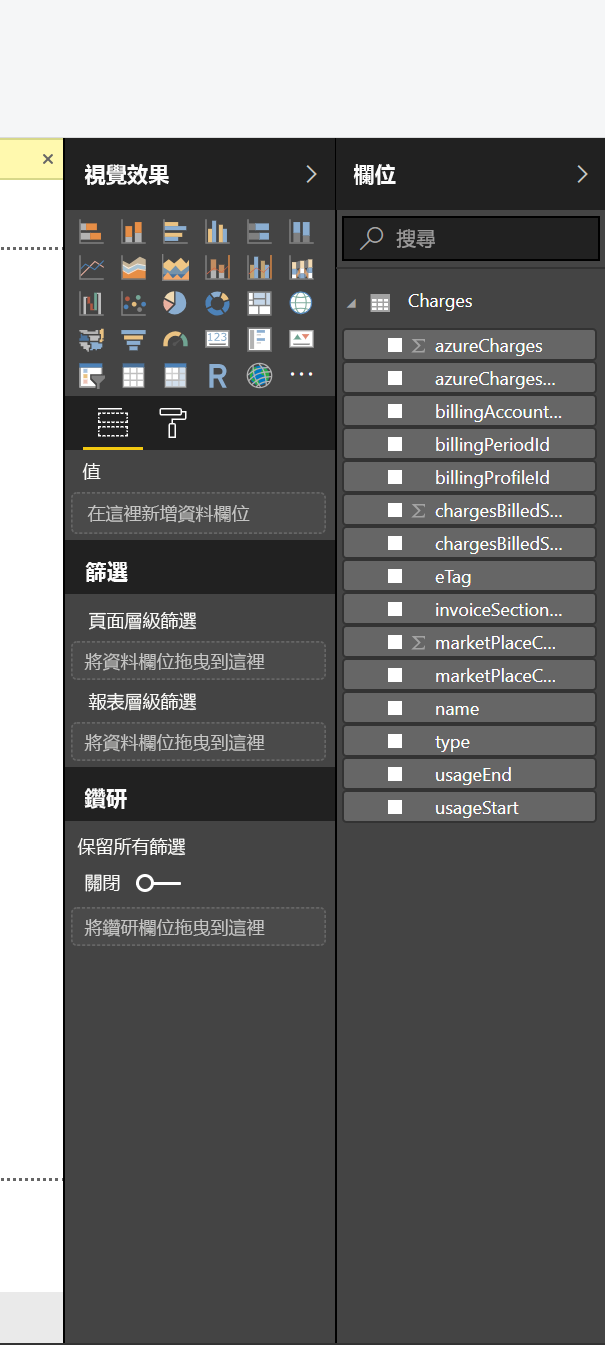 視覺效果
123
R
值
在這裡新增資料欄位
篩選
頁面層級篩選
將資料欄位拖曳到這裡
報表層級篩選
將資料欄位拖曳到這裡
鑽研
保留所有篩選
關閉
將鑽研欄位拖曳到這裡
欄位
搜尋
Charges
Σ azureCharges
azureCharges...
billingAccount...
billingPeriodId
billingProfileId
Σ chargesBilledS...
chargesBilledS...
eTag
invoiceSection...
Σ marketPlaceC...
marketPlaceC...
name
type
usageEnd
usageStart